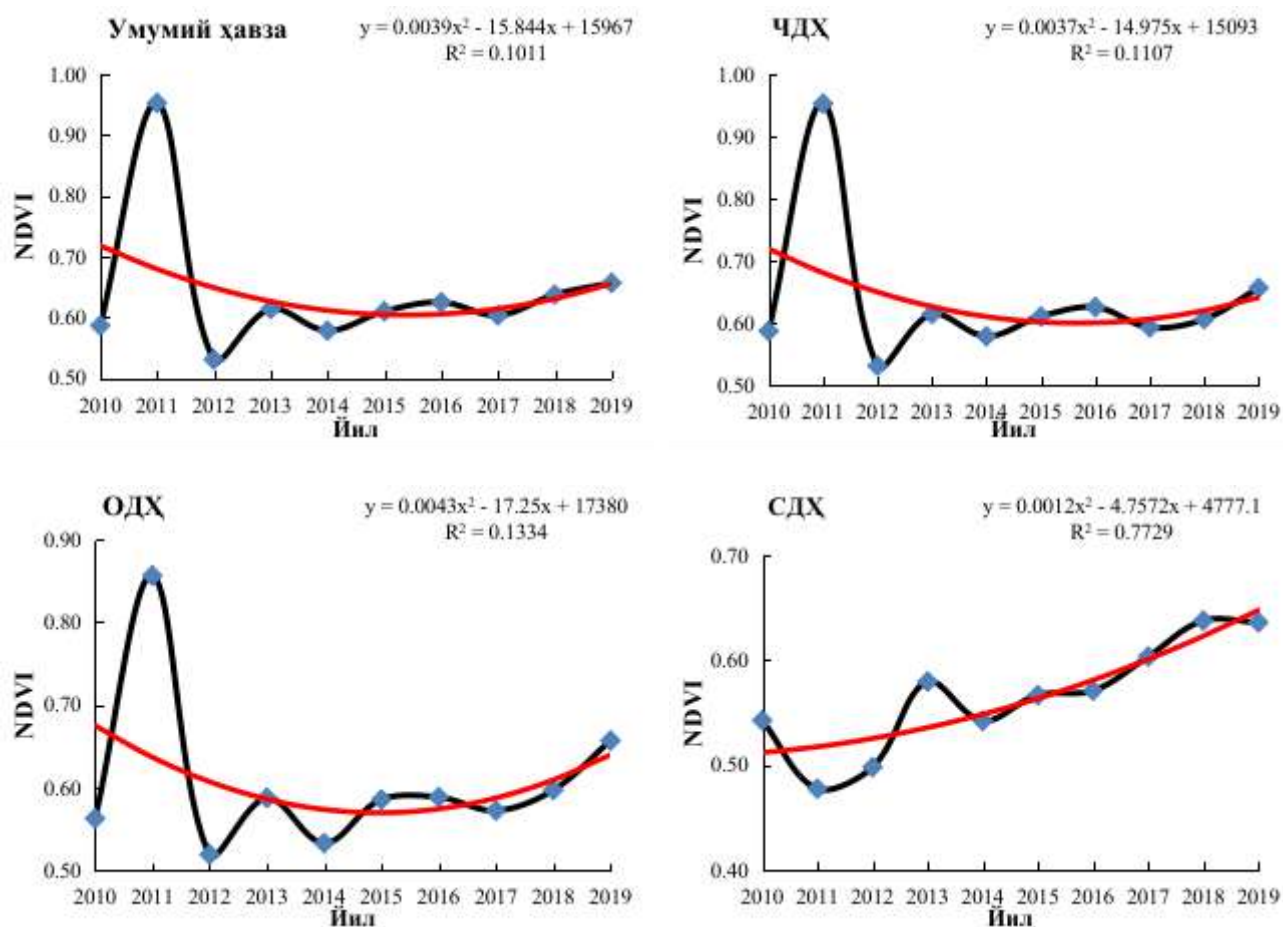 Умумий ҳавза
y = 0.0039x² - 15.844x + 15967
R² = 0.1011
1.00
0.90
0.80
0.70
0.60
0.50
NDVI
2010 2011 2012 2013 2014 2015 2016 2017 2018 2019
Йил
ЧДҲ
y = 0.0037x² - 14.975x + 15093
R² = 0.1107
1.00
0.90
0.80
0.70
0.60
0.50
NDVI
2010 2011 2012 2013 2014 2015 2016 2017 2018 2019
Йил
ОДҲ
y = 0.0043x² - 17.25x + 17380
R² = 0.1334
0.90
0.80
0.70
0.60
0.50
NDVI
2010 2011 2012 2013 2014 2015 2016 2017 2018 2019
Йил
СДҲ
y = 0.0012x² - 4.7572x + 4777.1
R² = 0.7729
0.70
0.60
0.50
0.40
NDVI
2010 2011 2012 2013 2014 2015 2016 2017 2018 2019
Йил